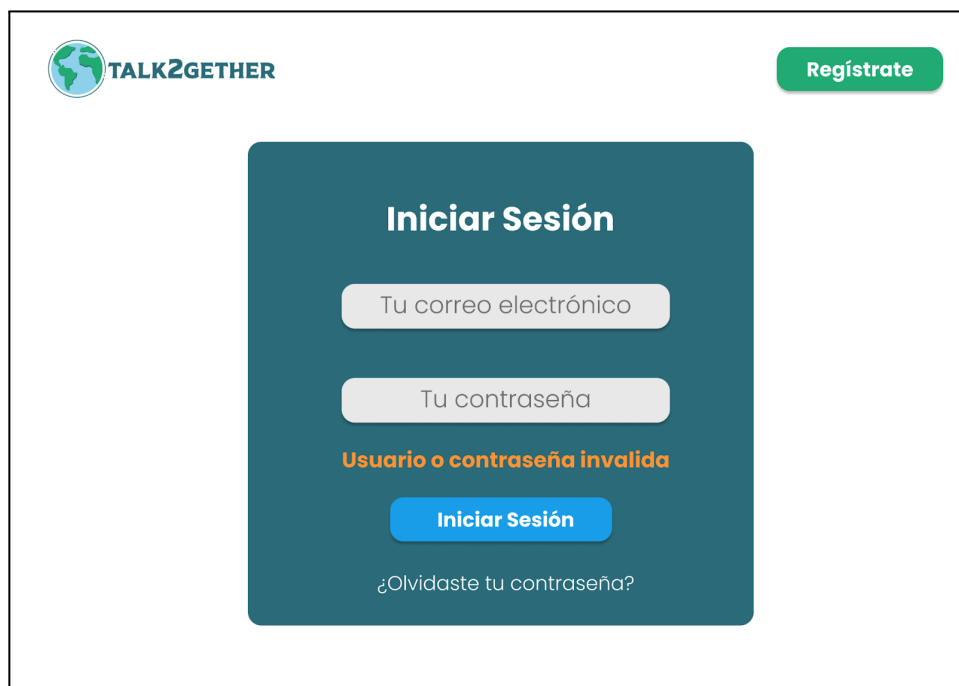 TALK2GETHER
Regístrate
Iniciar Sesión
Tu correo electrónico
Tu contraseña
Usuario o contraseña invalida
Iniciar Sesión
¿Olvidaste tu contraseña?